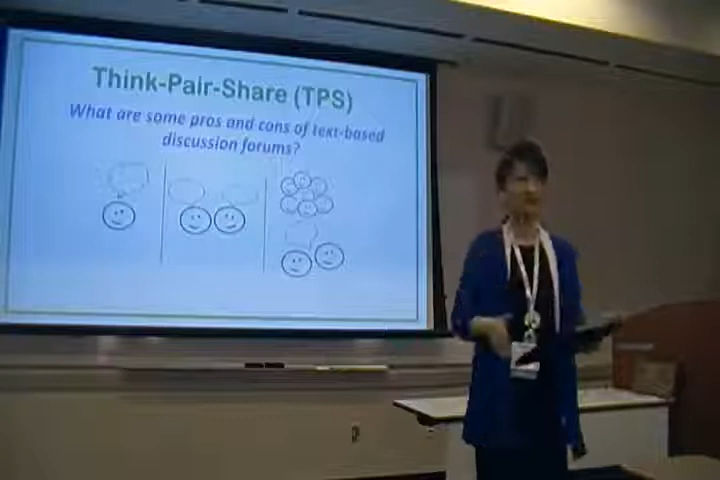 Think-Pair-Share (TPS)
What are some pros and cons of text-based
discussion forums?